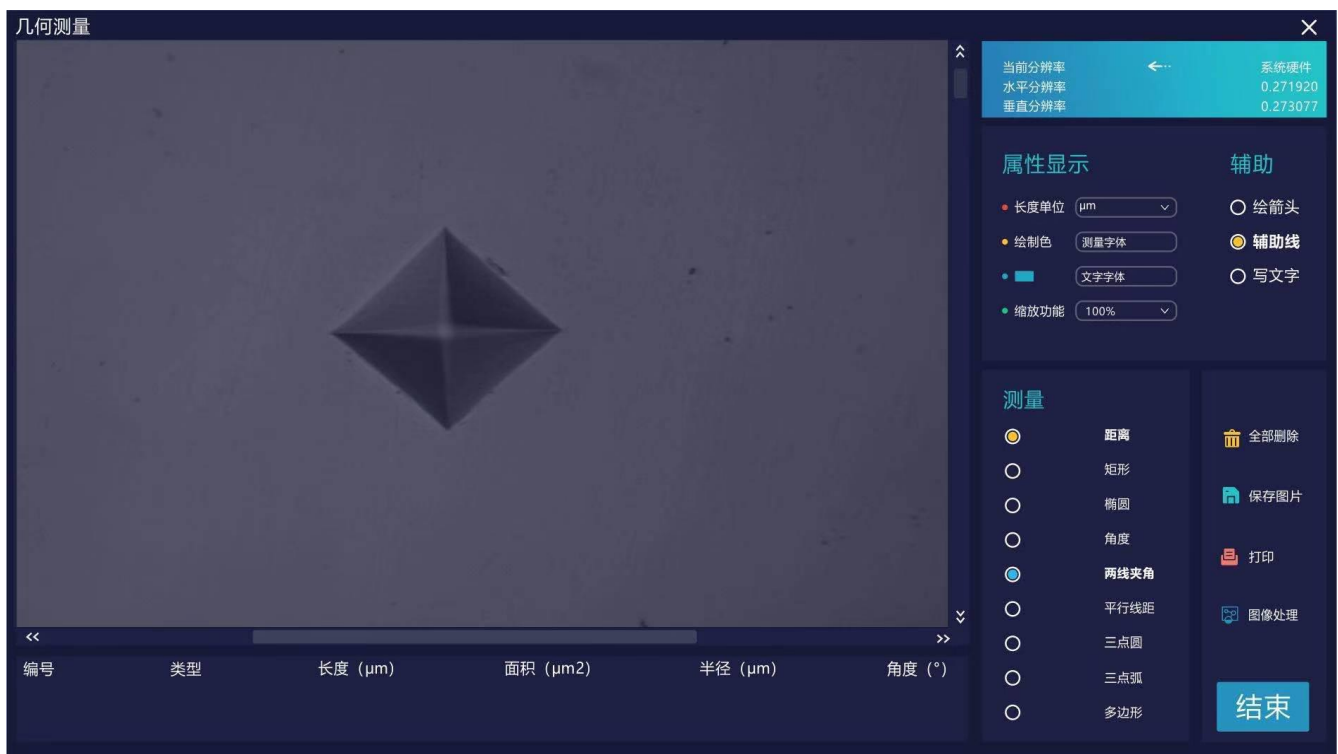 几何测量
当前分辨率 系统硬件
水平分辨率 0.271920
垂直分辨率 0.273077
属性显示
长度单位 μm
绘制色 测量字体
文字字体
缩放功能 100%
辅助
绘箭头
辅助线
写文字
测量
距离
矩形
椭圆
角度
两线夹角
平行线距
三点圆
三点弧
多边形
全部删除
保存图片
打印
图像处理
结束
编号 类型 长度（μm） 面积（μm2） 半径（μm） 角度（°）